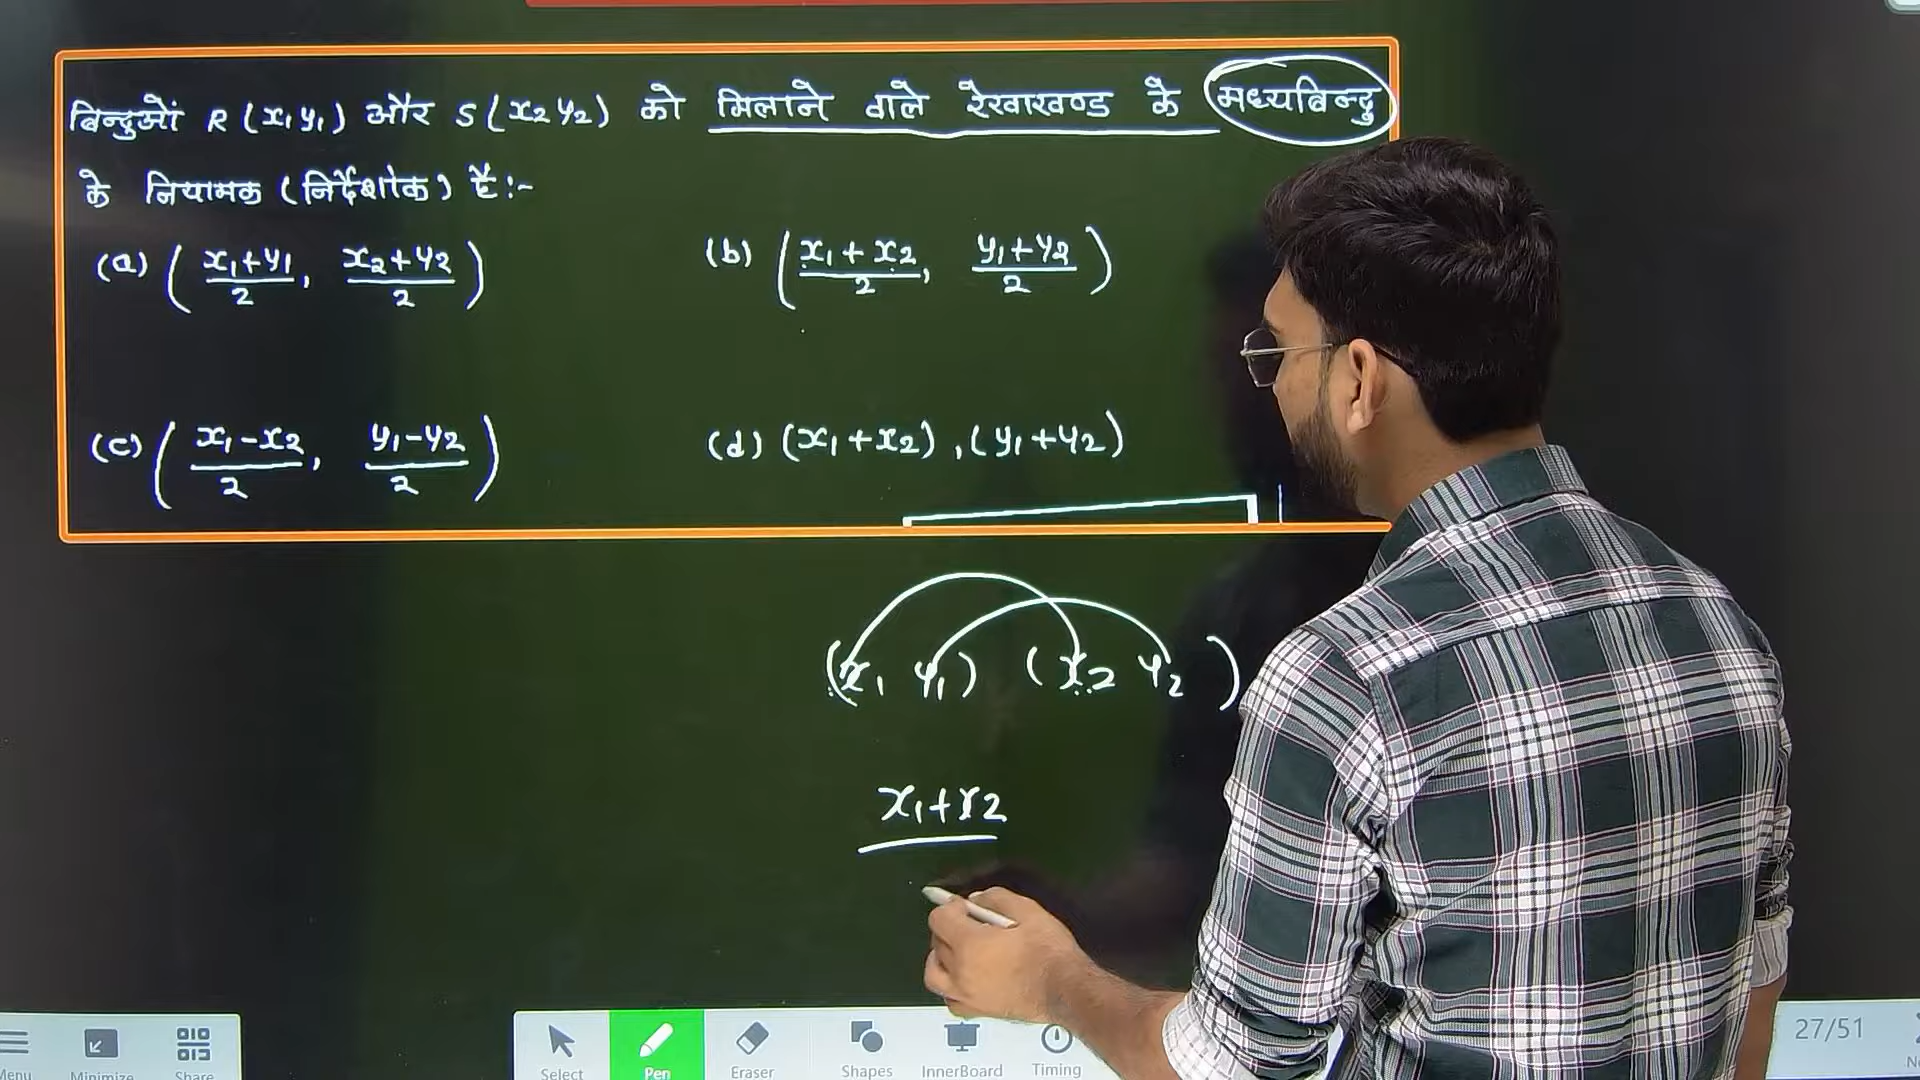 बिन्दुओं R (x₁ y₁) और S (x₂ y₂) को मिलाने वाले रेखाखण्ड के मध्यबिन्दु
के नियामक (निर्देशांक) है :-
(a) ( x₁+y₁/2, x₂+y₂/2 )
(b) ( x₁+x₂/2, y₁+y₂/2 )
(c) ( x₁-x₂/2, y₁-y₂/2 )
(d) (x₁+x₂), (y₁+y₂)
(x₁ y₁) (x₂ y₂ )
x₁+x₂
Menu
Minimize
Share
Select
Pen
Eraser
Shapes
InnerBoard
Timing
27/51